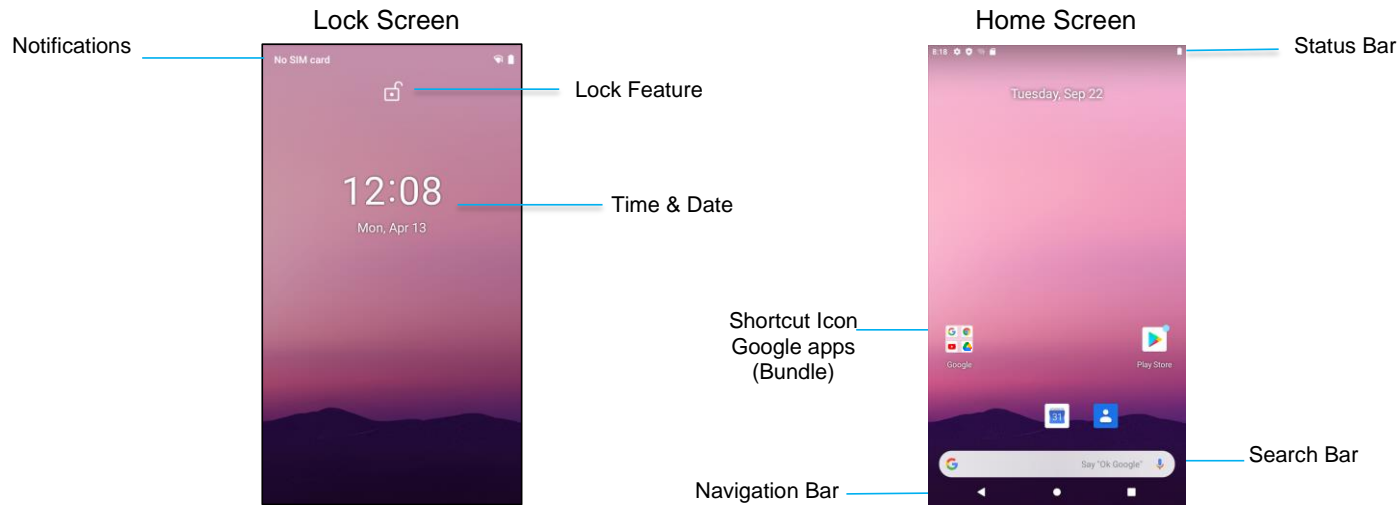 Lock Screen
Home Screen
Notifications
No SIM card
Lock Feature
12:08
Mon, Apr 13
Time & Date
8:18
Status Bar
Tuesday, Sep 22
Shortcut Icon
Google apps
(Bundle)
Google
Play Store
31
G
Say "Ok Google"
Search Bar
Navigation Bar